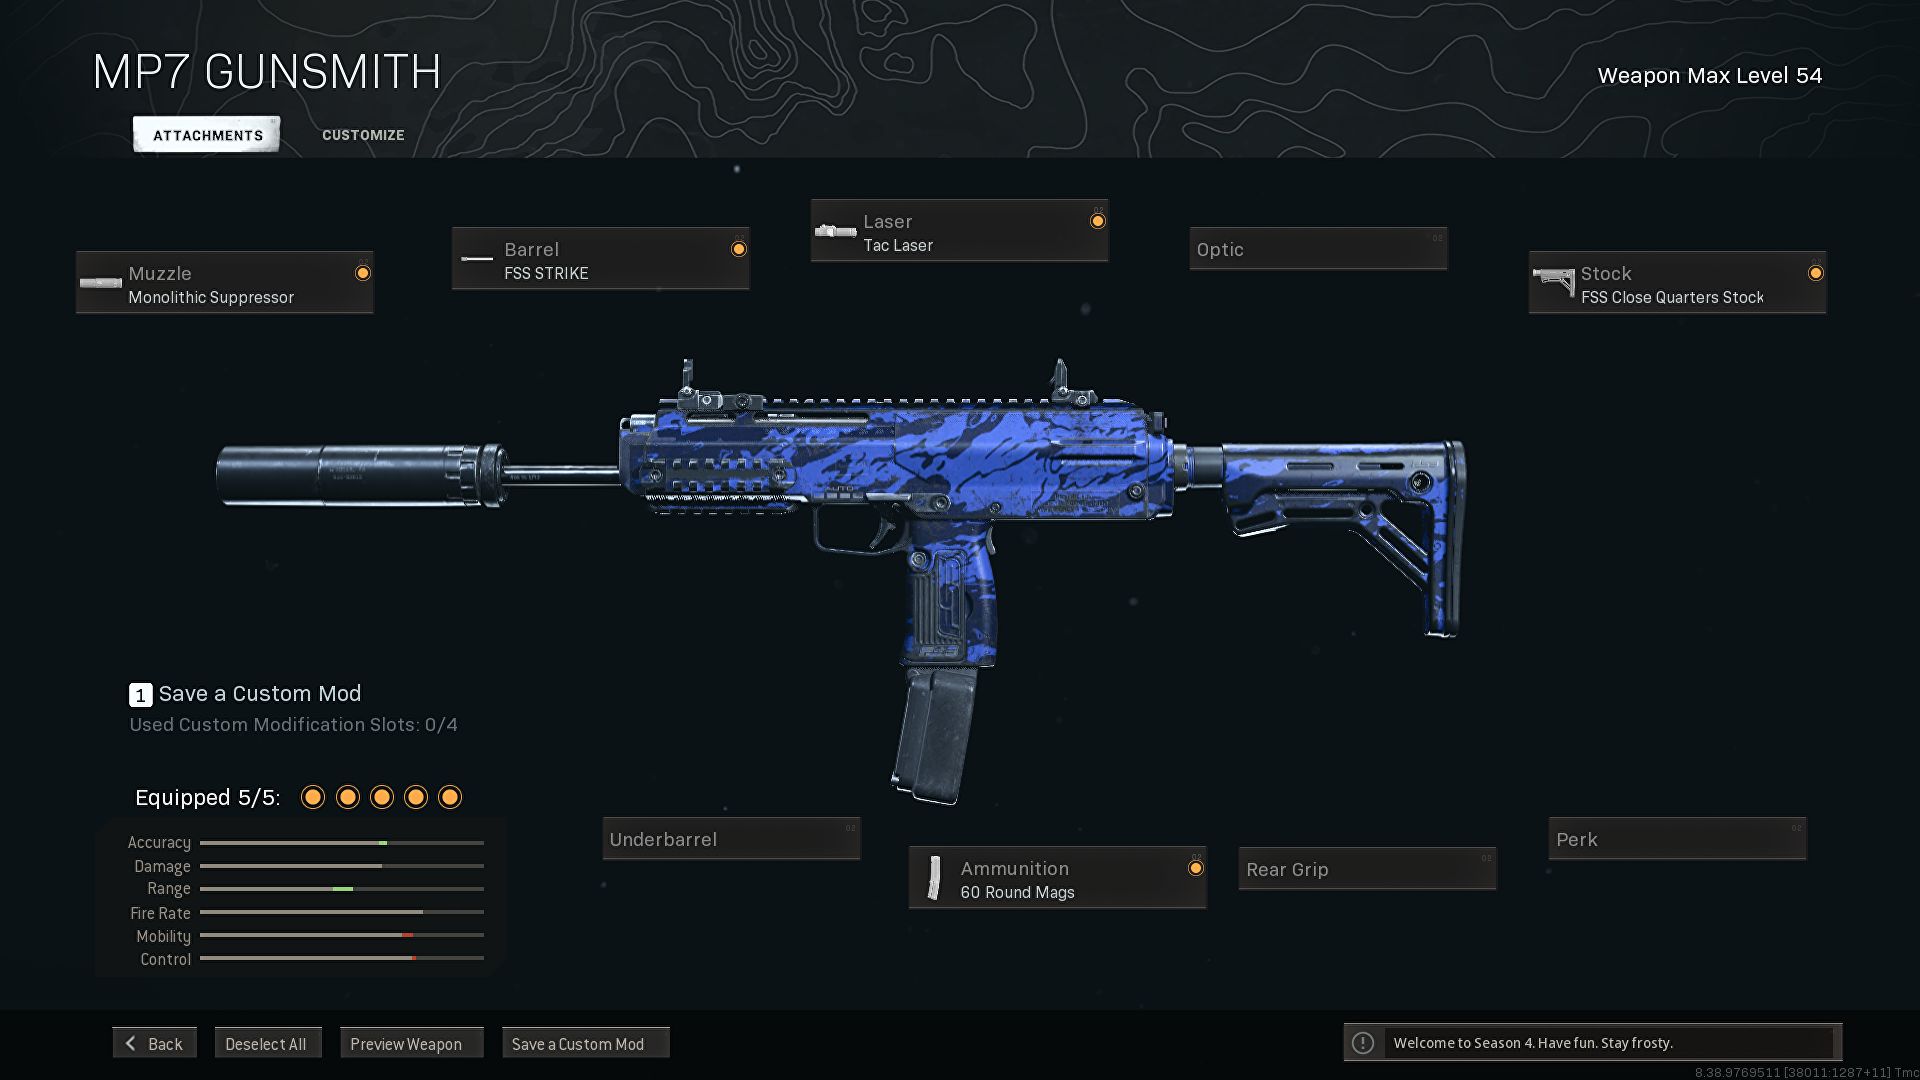 MP7 GUNSMITH
Weapon Max Level 54
ATTACHMENTS
CUSTOMIZE
Laser
Tac Laser
Barrel
FSS STRIKE
Optic
Muzzle
Monolithic Suppressor
Stock
FSS Close Quarters Stock
AUTO
1 Save a Custom Mod
Used Custom Modification Slots: 0/4
Equipped 5/5:
Accuracy
Damage
Range
Fire Rate
Mobility
Control
Underbarrel
Ammunition
60 Round Mags
Rear Grip
Perk
Back
Deselect All
Preview Weapon
Save a Custom Mod
Welcome to Season 4. Have fun. Stay frosty.
8.38.9769511 [38011:1287+11] Tmc